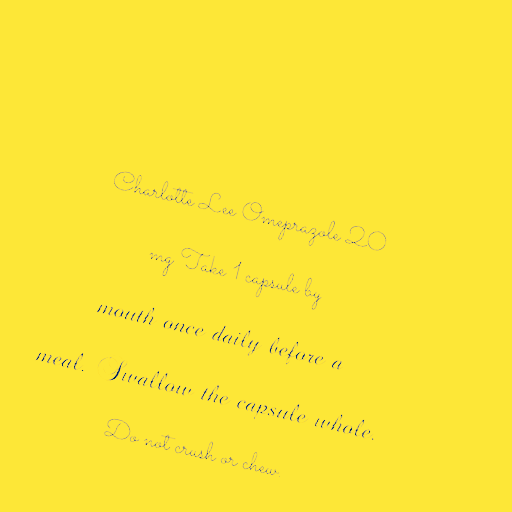 Charlotte Lee Omeprazole 20
mg Take 1 capsule by
mouth once daily before a
meal. Swallow the capsule whole.
Do not crush or chew